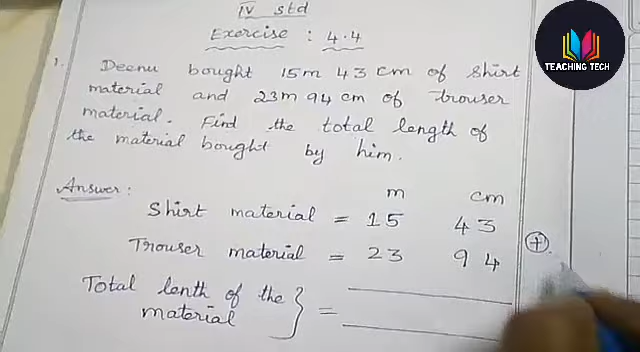 IV std
Exercise : 4.4
TEACHING TECH
1.
Deenu bought 15m 43 cm of shirt
material and 23m 94 cm of trouser
material. Find the total length of
the material bought by him.
Answer :
m cm
Shirt material = 15 43
Trouser material = 23 94 +
Total lenth of the
material } =